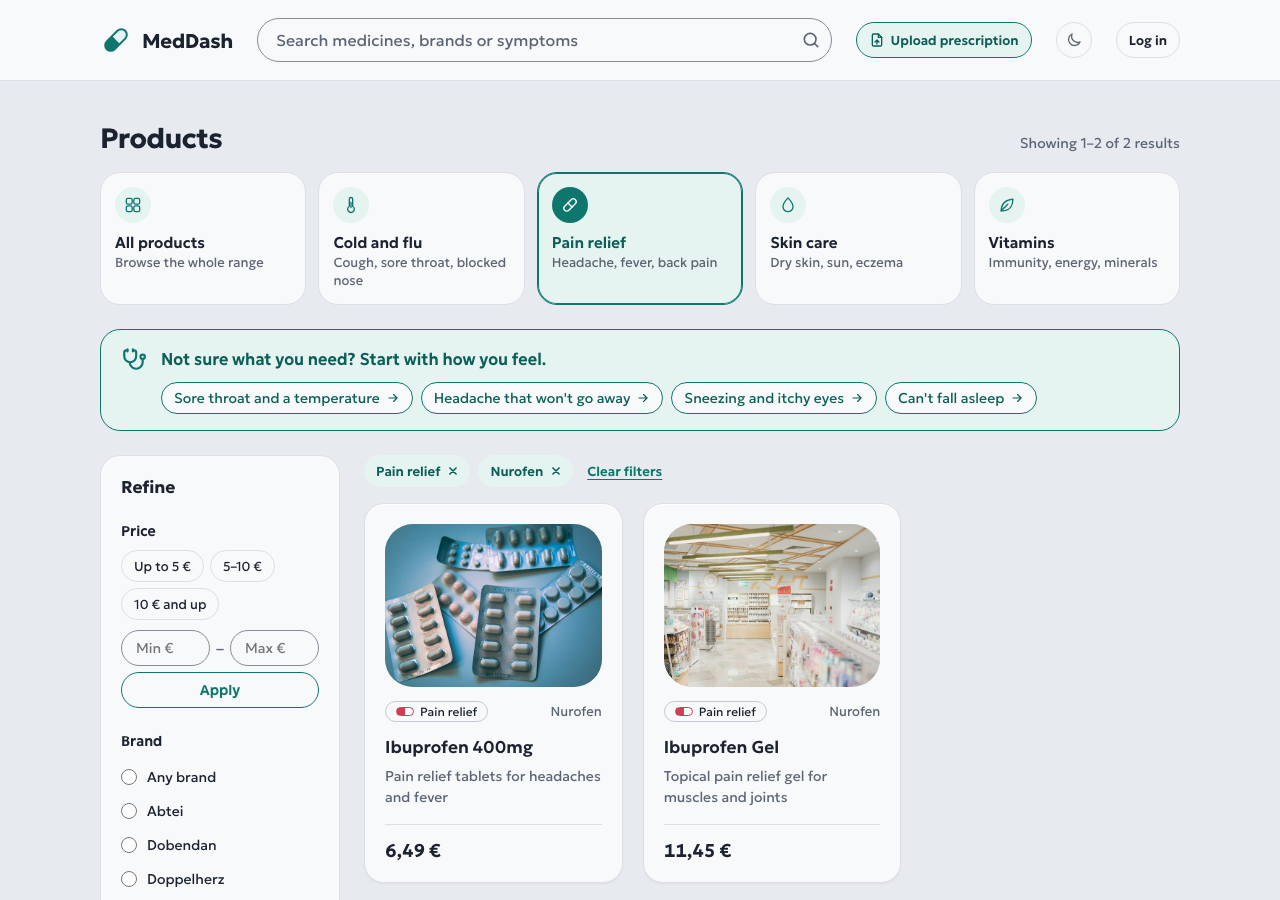 MedDash
Search medicines, brands or symptoms
Upload prescription
Log in
Products
Showing 1–2 of 2 results
All products
Browse the whole range
Cold and flu
Cough, sore throat, blocked
nose
Pain relief
Headache, fever, back pain
Skin care
Dry skin, sun, eczema
Vitamins
Immunity, energy, minerals
Not sure what you need? Start with how you feel.
Sore throat and a temperature →
Headache that won't go away →
Sneezing and itchy eyes →
Can't fall asleep →
Refine
Price
Up to 5 €
5–10 €
10 € and up
Min €
–
Max €
Apply
Brand
Any brand
Abtei
Dobendan
Doppelherz
Pain relief ×
Nurofen ×
Clear filters
Pain relief
Nurofen
Ibuprofen 400mg
Pain relief tablets for headaches
and fever
6,49 €
Pain relief
Nurofen
Ibuprofen Gel
Topical pain relief gel for
muscles and joints
11,45 €